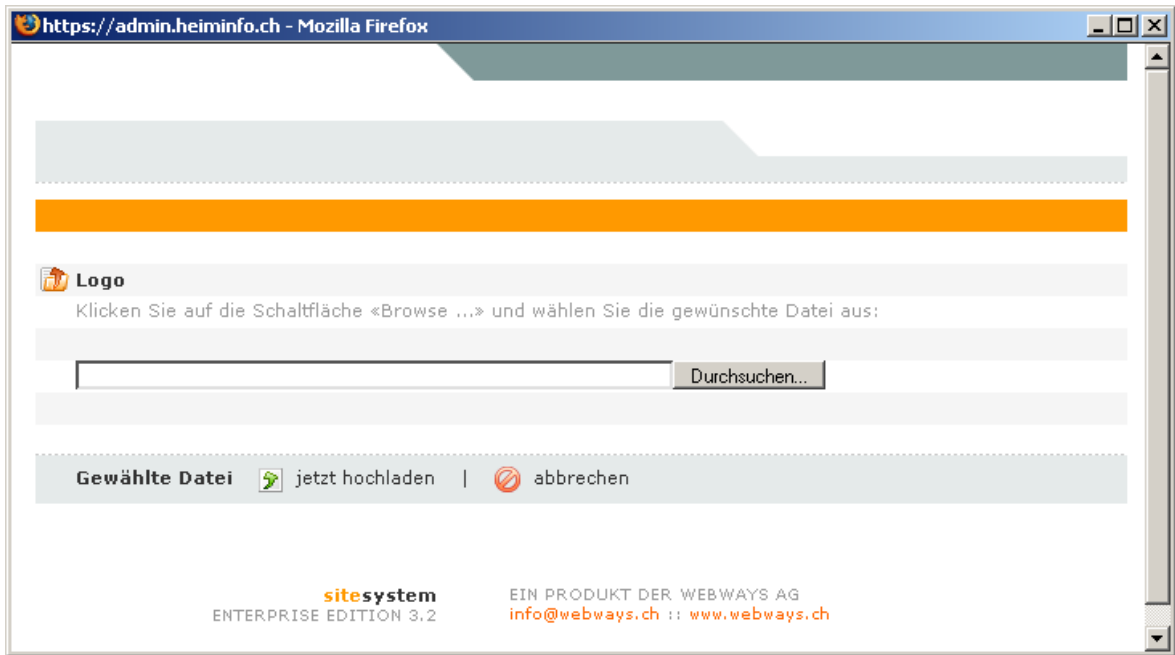 https://admin.heiminfo.ch - Mozilla Firefox
Logo
Klicken Sie auf die Schaltfläche «Browse ...» und wählen Sie die gewünschte Datei aus:
Durchsuchen...
Gewählte Datei jetzt hochladen | abbrechen
sitesystem EIN PRODUKT DER WEBWAYS AG
ENTERPRISE EDITION 3.2 info@webways.ch :: www.webways.ch